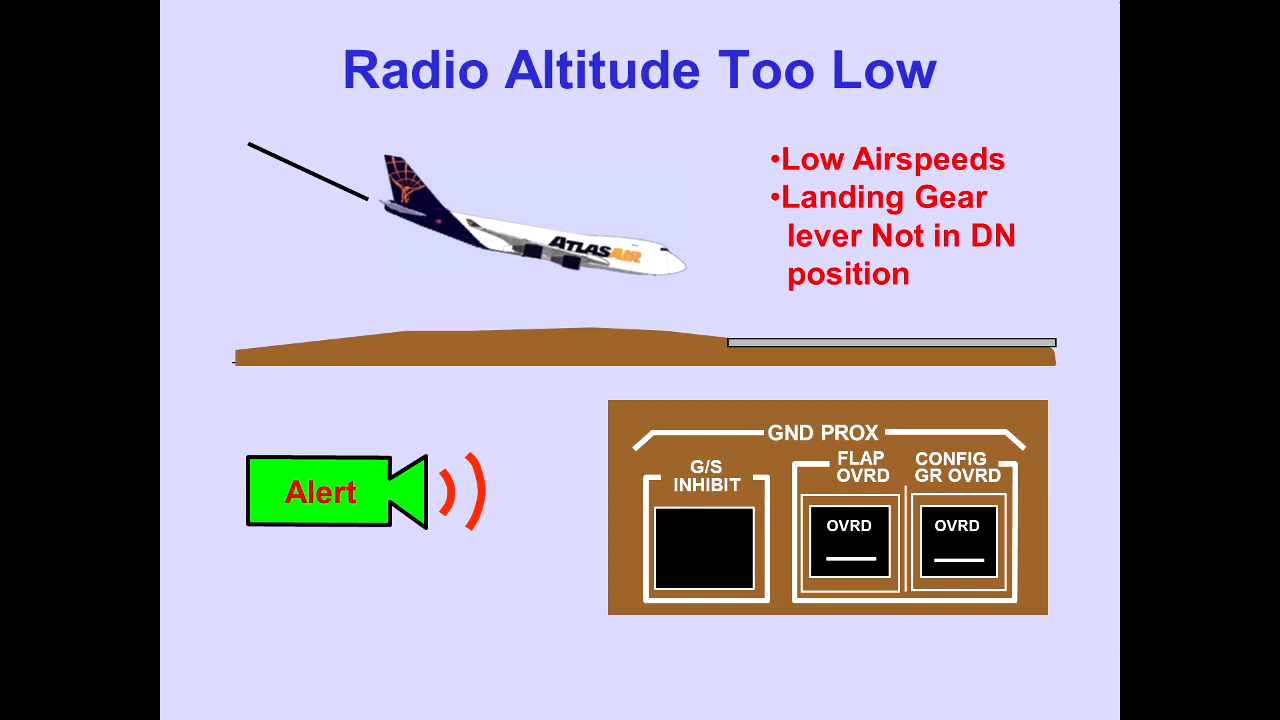 Radio Altitude Too Low
•Low Airspeeds
•Landing Gear
lever Not in DN
position
ATLASAIR
GND PROX
G/S
INHIBIT
FLAP
OVRD
CONFIG
GR OVRD
OVRD
OVRD
Alert